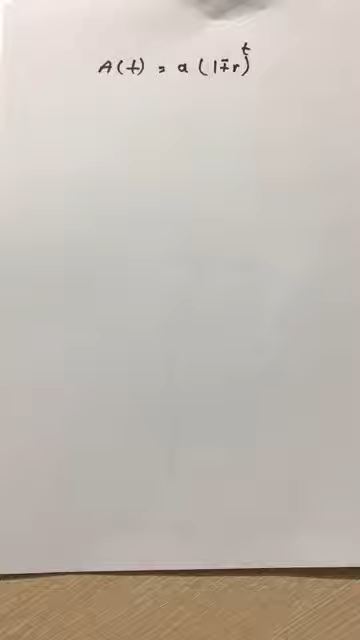 A(t) = a (1∓r)^t